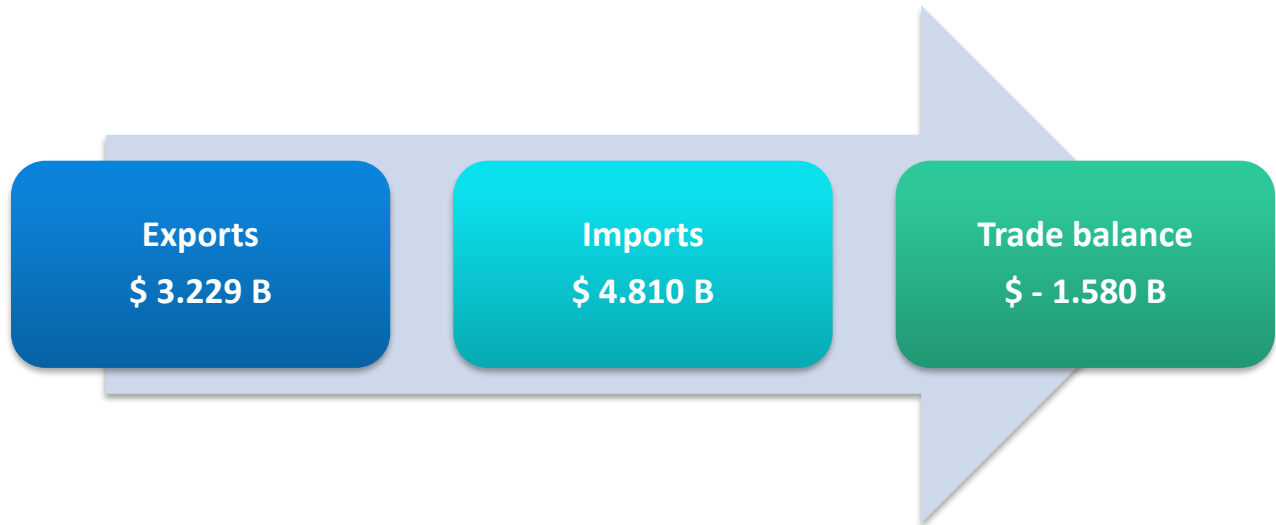 Exports
$ 3.229 B
Imports
$ 4.810 B
Trade balance
$ - 1.580 B